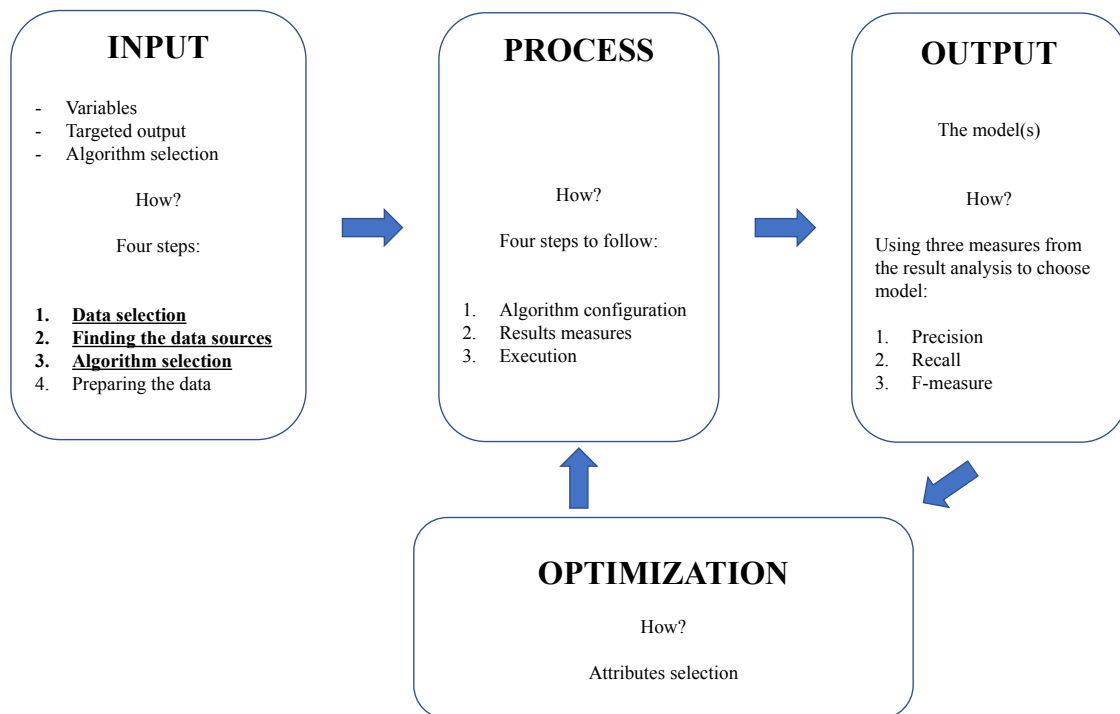 INPUT
- Variables
- Targeted output
- Algorithm selection
How?
Four steps:
1. Data selection
2. Finding the data sources
3. Algorithm selection
4. Preparing the data
PROCESS
How?
Four steps to follow:
1. Algorithm configuration
2. Results measures
3. Execution
OUTPUT
The model(s)
How?
Using three measures from
the result analysis to choose
model:
1. Precision
2. Recall
3. F-measure
OPTIMIZATION
How?
Attributes selection